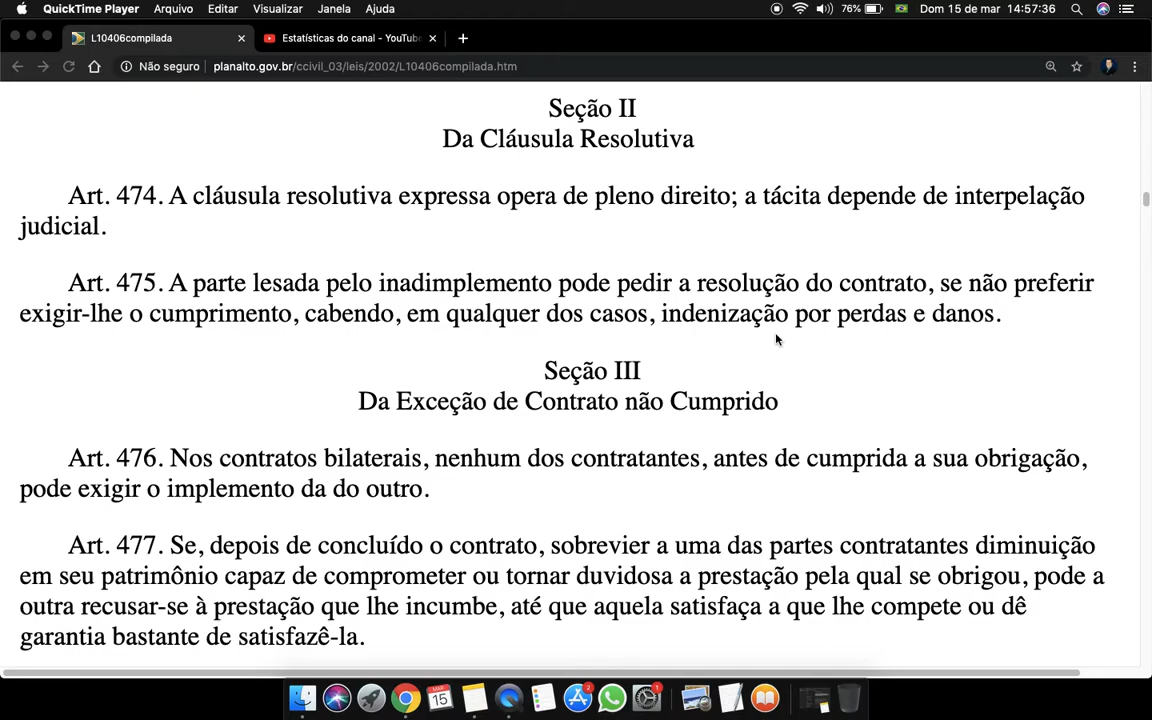 QuickTime Player Arquivo Editar Visualizar Janela Ajuda 76% Dom 15 de mar 14:57:36
L10406compilada Estatísticas do canal - YouTube
Não seguro planalto.gov.br/ccivil_03/leis/2002/L10406compilada.htm
Seção II
Da Cláusula Resolutiva
Art. 474. A cláusula resolutiva expressa opera de pleno direito; a tácita depende de interpelação
judicial.
Art. 475. A parte lesada pelo inadimplemento pode pedir a resolução do contrato, se não preferir
exigir-lhe o cumprimento, cabendo, em qualquer dos casos, indenização por perdas e danos.
Seção III
Da Exceção de Contrato não Cumprido
Art. 476. Nos contratos bilaterais, nenhum dos contratantes, antes de cumprida a sua obrigação,
pode exigir o implemento da do outro.
Art. 477. Se, depois de concluído o contrato, sobrevier a uma das partes contratantes diminuição
em seu patrimônio capaz de comprometer ou tornar duvidosa a prestação pela qual se obrigou, pode a
outra recusar-se à prestação que lhe incumbe, até que aquela satisfaça a que lhe compete ou dê
garantia bastante de satisfazê-la.
MAR 15 2 1